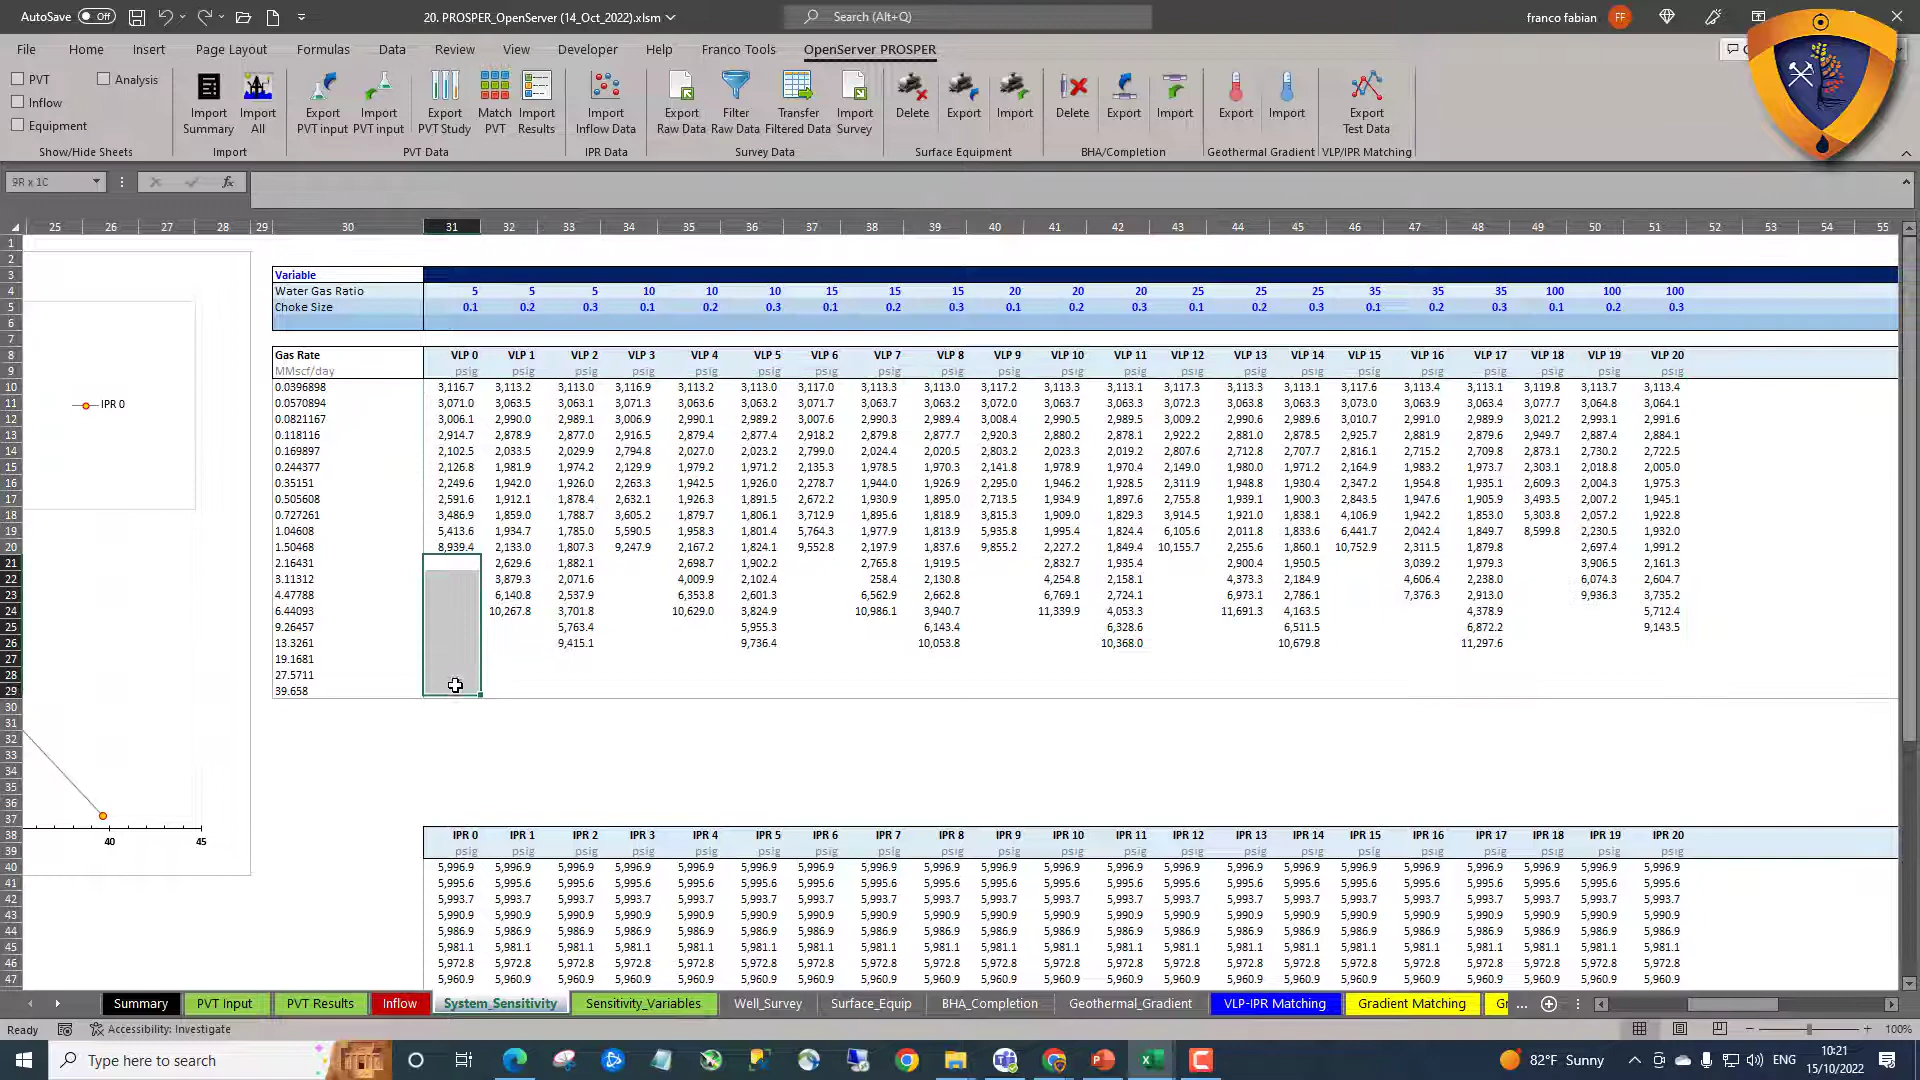 AutoSave Off 20. PROSPER_OpenServer (14_Oct_2022).xlsm Search (Alt+Q) franco fabian FF
File Home Insert Page Layout Formulas Data Review View Developer Help Franco Tools OpenServer PROSPER
PVT Analysis
Inflow
Equipment
Show/Hide Sheets
Import Summary
Import All
Import
Export PVT input
Import PVT input
Export PVT Study
Match PVT
Import Results
PVT Data
Import Inflow Data
IPR Data
Export Raw Data
Filter Raw Data
Transfer Filtered Data
Import Survey
Survey Data
Delete Export Import
Surface Equipment
Delete Export Import
BHA/Completion
Export Import
Geothermal Gradient
Export Test Data
VLP/IPR Matching
9R x 1C fx
25 26 27 28 29 30 31 32 33 34 35 36 37 38 39 40 41 42 43 44 45 46 47 48 49 50 51 52 53 54 55
1
2
3 Variable
4 Water Gas Ratio 5 5 5 10 10 10 15 15 15 20 20 20 25 25 25 35 35 35 100 100 100
5 Choke Size 0.1 0.2 0.3 0.1 0.2 0.3 0.1 0.2 0.3 0.1 0.2 0.3 0.1 0.2 0.3 0.1 0.2 0.3 0.1 0.2 0.3
6
7
8 Gas Rate VLP 0 VLP 1 VLP 2 VLP 3 VLP 4 VLP 5 VLP 6 VLP 7 VLP 8 VLP 9 VLP 10 VLP 11 VLP 12 VLP 13 VLP 14 VLP 15 VLP 16 VLP 17 VLP 18 VLP 19 VLP 20
9 MMscf/day psig psig psig psig psig psig psig psig psig psig psig psig psig psig psig psig psig psig psig psig psig
10 0.0396898 3,116.7 3,113.2 3,113.0 3,116.9 3,113.2 3,113.0 3,117.0 3,113.3 3,113.0 3,117.2 3,113.3 3,113.1 3,117.3 3,113.3 3,113.1 3,117.6 3,113.4 3,113.1 3,119.8 3,113.7 3,113.4
11 0.0570894 3,071.0 3,063.5 3,063.1 3,071.3 3,063.6 3,063.2 3,071.7 3,063.7 3,063.2 3,072.0 3,063.7 3,063.3 3,072.3 3,063.8 3,063.3 3,073.0 3,063.9 3,063.4 3,077.7 3,064.8 3,064.1
12 0.0821167 3,006.1 2,990.0 2,989.1 3,006.9 2,990.1 2,989.2 3,007.6 2,990.3 2,989.4 3,008.4 2,990.5 2,989.5 3,009.2 2,990.6 2,989.6 3,010.7 2,991.0 2,989.9 3,021.2 2,993.1 2,991.6
13 0.118116 2,914.7 2,878.9 2,877.0 2,916.5 2,879.4 2,877.4 2,918.2 2,879.8 2,877.7 2,920.3 2,880.2 2,878.1 2,922.2 2,881.0 2,878.5 2,925.7 2,881.9 2,879.6 2,949.7 2,887.4 2,884.1
14 0.169897 2,102.5 2,033.5 2,029.9 2,794.8 2,027.0 2,023.2 2,799.0 2,024.4 2,020.5 2,803.2 2,023.3 2,019.2 2,807.6 2,712.8 2,707.7 2,816.1 2,715.2 2,709.8 2,873.1 2,730.2 2,722.5
15 0.244377 2,126.8 1,981.9 1,974.2 2,129.9 1,979.2 1,971.2 2,135.3 1,978.5 1,970.3 2,141.8 1,978.9 1,970.4 2,149.0 1,980.0 1,971.2 2,164.9 1,983.2 1,973.7 2,303.1 2,018.8 2,005.0
16 0.35151 2,249.6 1,942.0 1,926.0 2,263.3 1,942.5 1,926.0 2,278.7 1,944.0 1,926.9 2,295.0 1,946.2 1,928.5 2,311.9 1,948.8 1,930.4 2,347.2 1,954.8 1,935.1 2,609.3 2,004.3 1,975.3
17 0.505608 2,591.6 1,912.1 1,878.4 2,632.1 1,926.3 1,891.5 2,672.2 1,930.9 1,895.0 2,713.5 1,934.9 1,897.6 2,755.8 1,939.1 1,900.3 2,843.5 1,947.6 1,905.9 3,493.5 2,007.2 1,945.1
18 0.727261 3,486.9 1,859.0 1,788.7 3,605.2 1,879.7 1,806.1 3,712.9 1,895.6 1,818.9 3,815.3 1,909.0 1,829.3 3,914.5 1,921.0 1,838.1 4,106.9 1,942.2 1,853.0 5,303.8 2,057.2 1,922.8
19 1.04608 5,413.6 1,934.7 1,785.0 5,590.5 1,958.3 1,801.4 5,764.3 1,977.9 1,813.9 5,935.8 1,995.4 1,824.4 6,105.6 2,011.8 1,833.6 6,441.7 2,042.4 1,849.7 8,599.8 2,230.5 1,932.0
20 1.50468 8,939.4 2,133.0 1,807.3 9,247.9 2,167.2 1,824.1 9,552.8 2,197.9 1,837.6 9,855.2 2,227.2 1,849.4 10,155.7 2,255.6 1,860.1 10,752.9 2,311.5 1,879.8 2,697.4 1,991.2
21 2.16431 2,629.6 1,882.1 2,698.7 1,902.2 2,765.8 1,919.5 2,832.7 1,935.4 2,900.4 1,950.5 3,039.2 1,979.3 3,906.5 2,161.3
22 3.11312 3,879.3 2,071.6 4,009.9 2,102.4 258.4 2,130.8 4,254.8 2,158.1 4,373.3 2,184.9 4,606.4 2,238.0 6,074.3 2,604.7
23 4.47788 6,140.8 2,537.9 6,353.8 2,601.3 6,562.9 2,662.8 6,769.1 2,724.1 6,973.1 2,786.1 7,376.3 2,913.0 9,936.3 3,735.2
24 6.44093 10,267.8 3,701.8 10,629.0 3,824.9 10,986.1 3,940.7 11,339.9 4,053.3 11,691.3 4,163.5 4,378.9 5,712.4
25 9.26457 5,763.4 5,955.3 6,143.4 6,328.6 6,511.5 6,872.2 9,143.5
26 13.3261 9,415.1 9,736.4 10,053.8 10,368.0 10,679.8 11,297.6
27 19.1681
28 27.5711
29 39.658
30
31
32
33
34
35
36
37
38 IPR 0 IPR 1 IPR 2 IPR 3 IPR 4 IPR 5 IPR 6 IPR 7 IPR 8 IPR 9 IPR 10 IPR 11 IPR 12 IPR 13 IPR 14 IPR 15 IPR 16 IPR 17 IPR 18 IPR 19 IPR 20
39 psig psig psig psig psig psig psig psig psig psig psig psig psig psig psig psig psig psig psig psig psig
40 5,996.9 5,996.9 5,996.9 5,996.9 5,996.9 5,996.9 5,996.9 5,996.9 5,996.9 5,996.9 5,996.9 5,996.9 5,996.9 5,996.9 5,996.9 5,996.9 5,996.9 5,996.9 5,996.9 5,996.9 5,996.9
41 5,995.6 5,995.6 5,995.6 5,995.6 5,995.6 5,995.6 5,995.6 5,995.6 5,995.6 5,995.6 5,995.6 5,995.6 5,995.6 5,995.6 5,995.6 5,995.6 5,995.6 5,995.6 5,995.6 5,995.6 5,995.6
42 5,993.7 5,993.7 5,993.7 5,993.7 5,993.7 5,993.7 5,993.7 5,993.7 5,993.7 5,993.7 5,993.7 5,993.7 5,993.7 5,993.7 5,993.7 5,993.7 5,993.7 5,993.7 5,993.7 5,993.7 5,993.7
43 5,990.9 5,990.9 5,990.9 5,990.9 5,990.9 5,990.9 5,990.9 5,990.9 5,990.9 5,990.9 5,990.9 5,990.9 5,990.9 5,990.9 5,990.9 5,990.9 5,990.9 5,990.9 5,990.9 5,990.9 5,990.9
44 5,986.9 5,986.9 5,986.9 5,986.9 5,986.9 5,986.9 5,986.9 5,986.9 5,986.9 5,986.9 5,986.9 5,986.9 5,986.9 5,986.9 5,986.9 5,986.9 5,986.9 5,986.9 5,986.9 5,986.9 5,986.9
45 5,981.1 5,981.1 5,981.1 5,981.1 5,981.1 5,981.1 5,981.1 5,981.1 5,981.1 5,981.1 5,981.1 5,981.1 5,981.1 5,981.1 5,981.1 5,981.1 5,981.1 5,981.1 5,981.1 5,981.1 5,981.1
46 5,972.8 5,972.8 5,972.8 5,972.8 5,972.8 5,972.8 5,972.8 5,972.8 5,972.8 5,972.8 5,972.8 5,972.8 5,972.8 5,972.8 5,972.8 5,972.8 5,972.8 5,972.8 5,972.8 5,972.8 5,972.8
47 5,960.9 5,960.9 5,960.9 5,960.9 5,960.9 5,960.9 5,960.9 5,960.9 5,960.9 5,960.9 5,960.9 5,960.9 5,960.9 5,960.9 5,960.9 5,960.9 5,960.9 5,960.9 5,960.9 5,960.9 5,960.9
IPR 0
40 45
Summary PVT Input PVT Results Inflow System_Sensitivity Sensitivity_Variables Well_Survey Surface_Equip BHA_Completion Geothermal_Gradient VLP-IPR Matching Gradient Matching Gr ...
Ready Accessibility: Investigate 100%
Type here to search 82°F Sunny ENG 10:21
15/10/2022